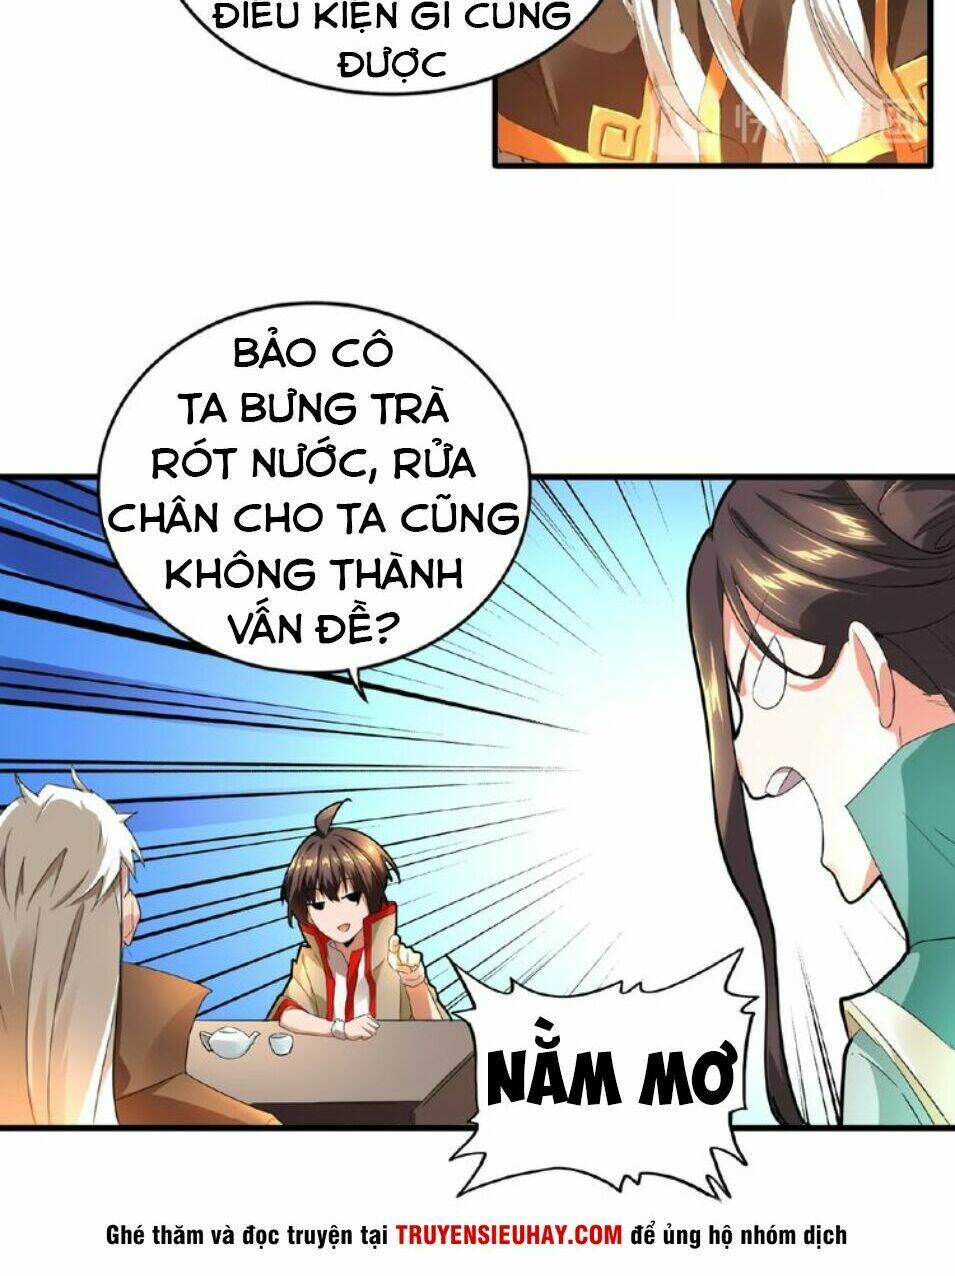 ĐIỀU KIỆN GÌ CŨNG
ĐƯỢC
BẢO CÔ
TA BƯNG TRÀ
RÓT NƯỚC, RỬA
CHÂN CHO TA CŨNG
KHÔNG THÀNH
VẤN ĐỀ?
NẰM MƠ
Ghé thăm và đọc truyện tại TRUYENSIEUHAY.COM để ủng hộ nhóm dịch